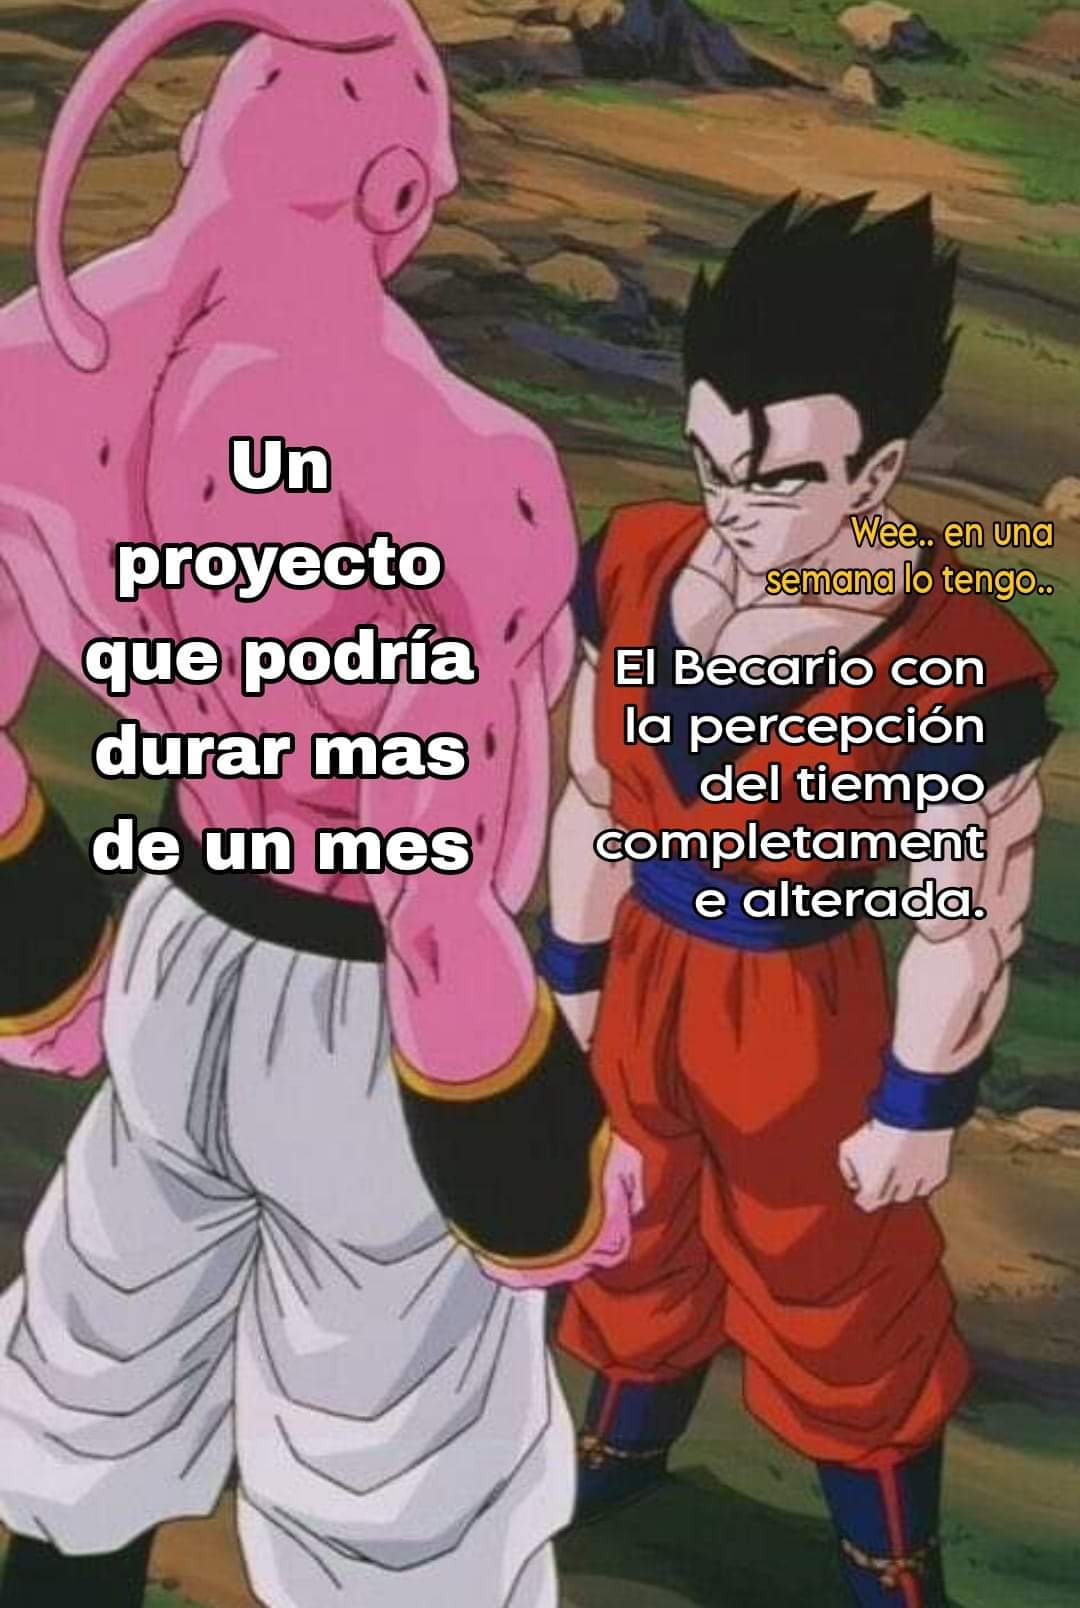 Un
proyecto
que podría
durar mas
de un mes
Wee.. en una
semana lo tengo..
El Becario con
la percepción
del tiempo
completament
e alterada.